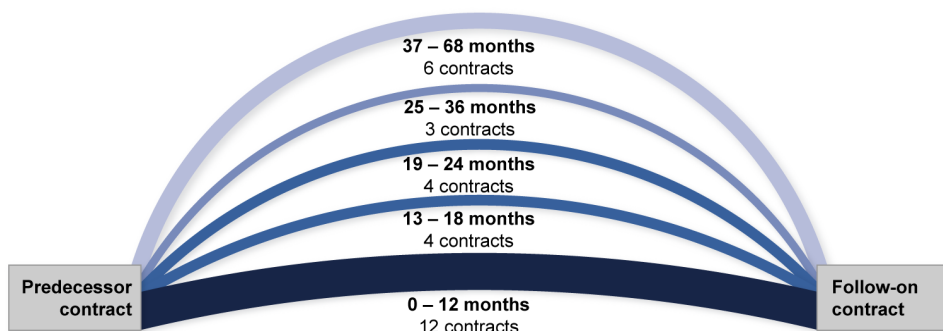 37 – 68 months
6 contracts
25 – 36 months
3 contracts
19 – 24 months
4 contracts
13 – 18 months
4 contracts
Predecessor
contract
Follow-on
contract
0 – 12 months
12 contracts